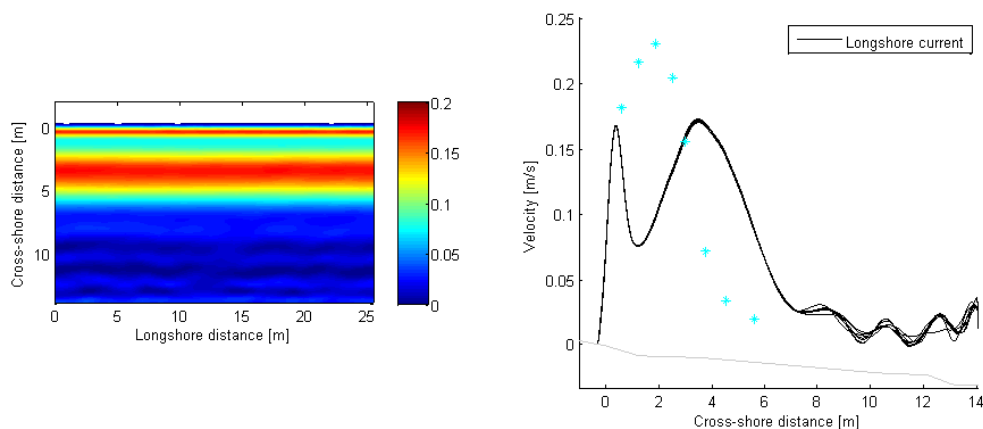 0
5
10
Cross-shore distance [m]
0 5 10 15 20 25
Longshore distance [m]
0.2
0.15
0.1
0.05
0
0.25
0.2
0.15
0.1
0.05
0
Velocity [m/s]
Longshore current
0 2 4 6 8 10 12 14
Cross-shore distance [m]